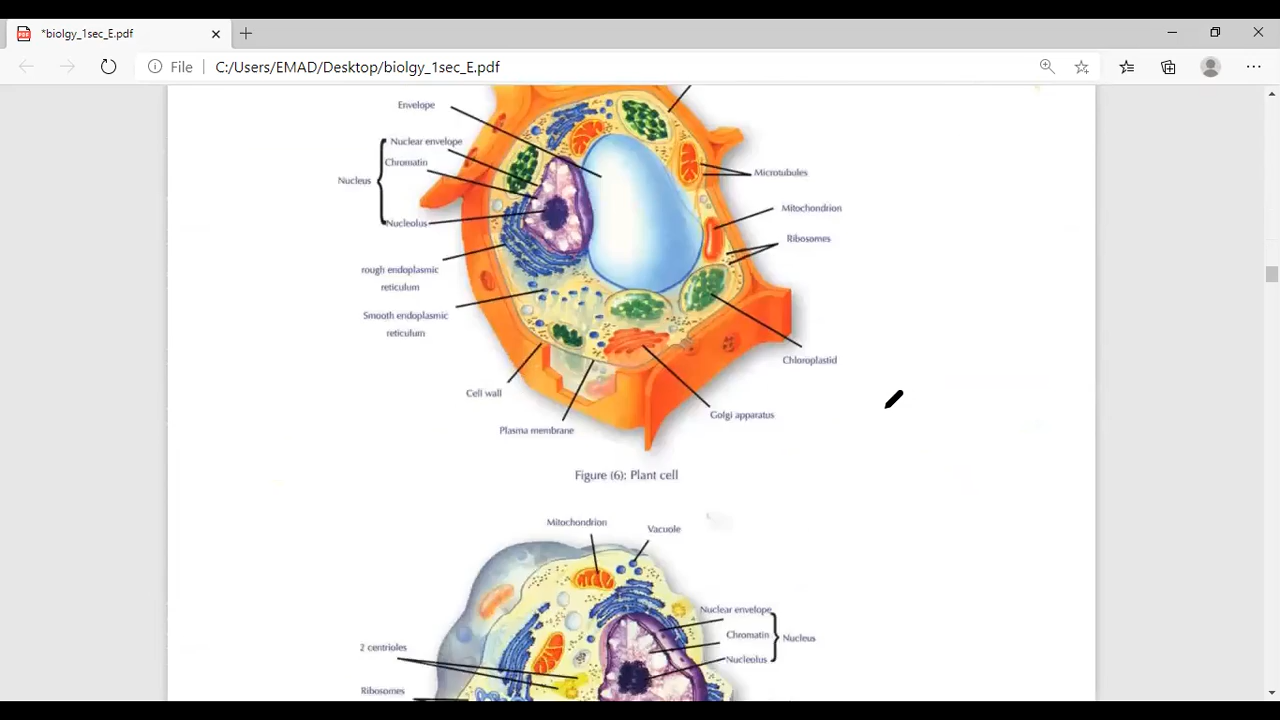 *biolgy_1sec_E.pdf
File
C:/Users/EMAD/Desktop/biolgy_1sec_E.pdf
Envelope
Nuclear envelope
Chromatin
Nucleus
Nucleolus
rough endoplasmic
reticulum
Smooth endoplasmic
reticulum
Cell wall
Plasma membrane
Microtubules
Mitochondrion
Ribosomes
Chloroplastid
Golgi apparatus
Figure (6): Plant cell
Mitochondrion
Vacuole
Nuclear envelope
Chromatin
Nucleus
Nucleolus
2 centrioles
Ribosomes